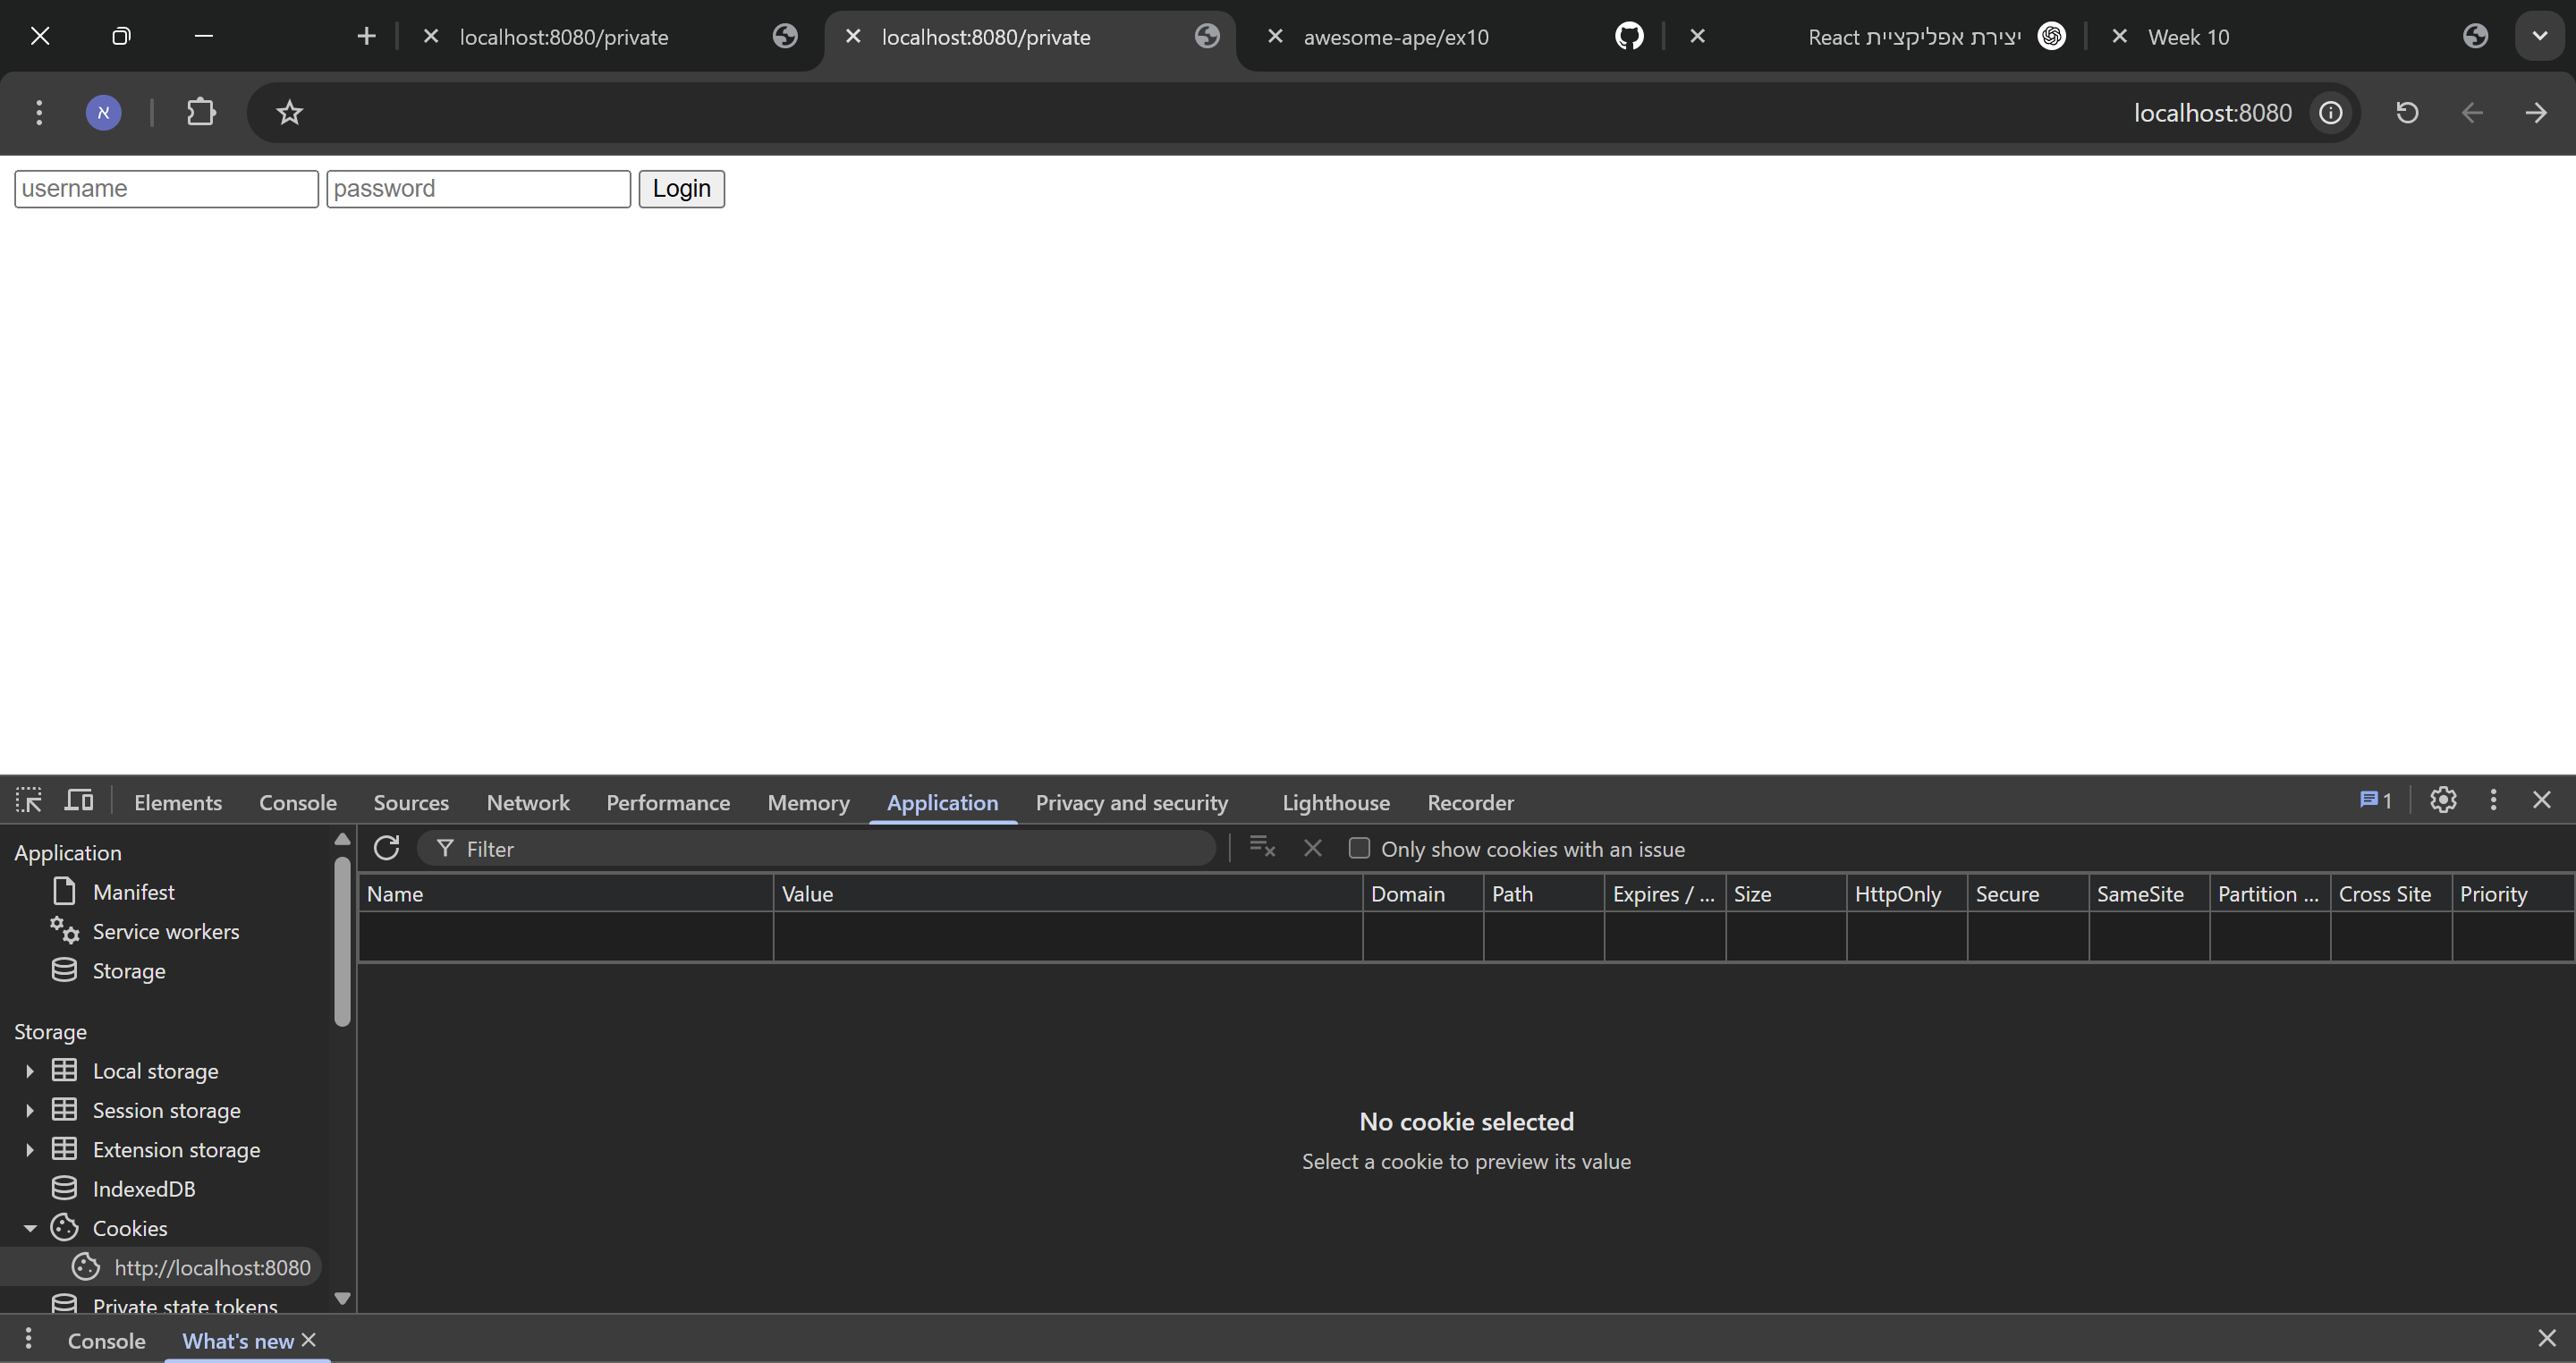 localhost:8080/private
localhost:8080/private
awesome-ape/ex10
יצירת אפליקציית React
Week 10
א
localhost:8080
username
password
Login
Elements
Console
Sources
Network
Performance
Memory
Application
Privacy and security
Lighthouse
Recorder
1
Application
Manifest
Service workers
Storage
Storage
Local storage
Session storage
Extension storage
IndexedDB
Cookies
http://localhost:8080
Private state tokens
Filter
Only show cookies with an issue
Name
Value
Domain
Path
Expires / ...
Size
HttpOnly
Secure
SameSite
Partition ...
Cross Site
Priority
No cookie selected
Select a cookie to preview its value
Console
What's new